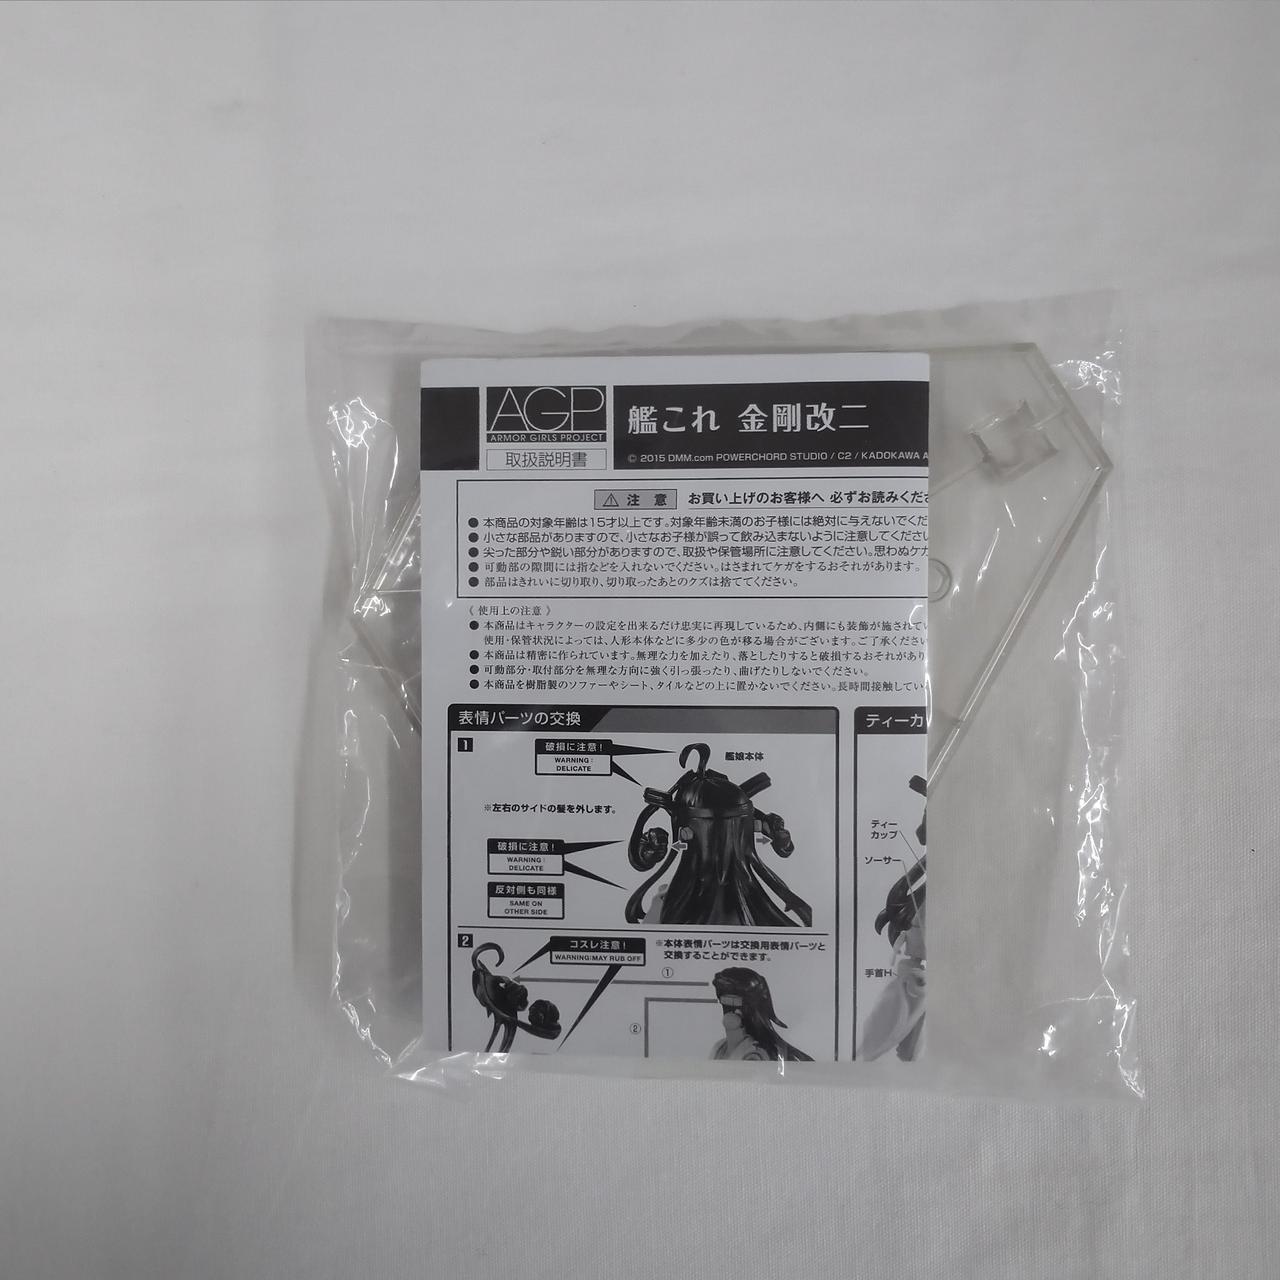 AGP
ARMOR GIRLS PROJECT
取扱説明書
艦これ 金剛改二
© 2015 DMM.com POWERCHORD STUDIO / C2 / KADOKAWA A
⚠ 注 意 お買い上げのお客様へ 必ずお読みくださ
● 本商品の対象年齢は15才以上です。対象年齢未満のお子様には絶対に与えないでくだ
● 小さな部品がありますので、小さなお子様が誤って飲み込まないように注意してください
● 尖った部分や鋭い部分がありますので、取扱や保管場所に注意してください。思わぬケガ
● 可動部の隙間には指などを入れないでください。はさまれてケガをするおそれがあります。
● 部品はきれいに切り取り、切り取ったあとのクズは捨ててください。
《 使用上の注意 》
● 本商品はキャラクターの設定を出来るだけ忠実に再現しているため、内側にも装飾が施されてい
使用・保管状況によっては、人形本体などに多少の色が移る場合がございます。ご了承ください
● 本商品は精密に作られています。無理な力を加えたり、落としたりすると破損するおそれがあり
● 可動部分・取付部分を無理な方向に強く引っ張ったり、曲げたりしないでください。
● 本商品を樹脂製のソファーやシート、タイルなどの上に置かないでください。長時間接触してい
表情パーツの交換
1
破損に注意!
WARNING:
DELICATE
艦娘本体
※左右のサイドの髪を外します。
破損に注意!
WARNING:
DELICATE
反対側も同様
SAME ON
OTHER SIDE
2
コスレ注意!
WARNING:MAY RUB OFF
※本体表情パーツは交換用表情パーツと
交換することができます。
①
②
ティーカ
ティー
カップ
ソーサー
手首H